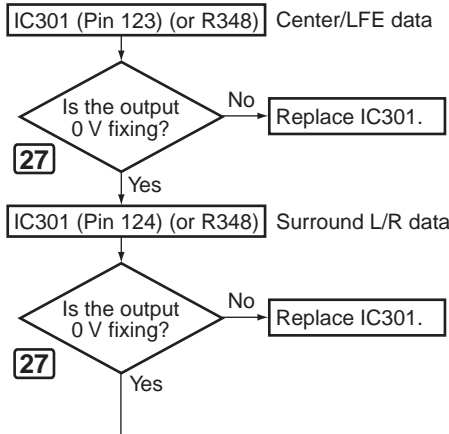 IC301 (Pin 123) (or R348) Center/LFE data
Is the output
0 V fixing?
No
Replace IC301.
27
Yes
IC301 (Pin 124) (or R348) Surround L/R data
Is the output
0 V fixing?
No
Replace IC301.
27
Yes